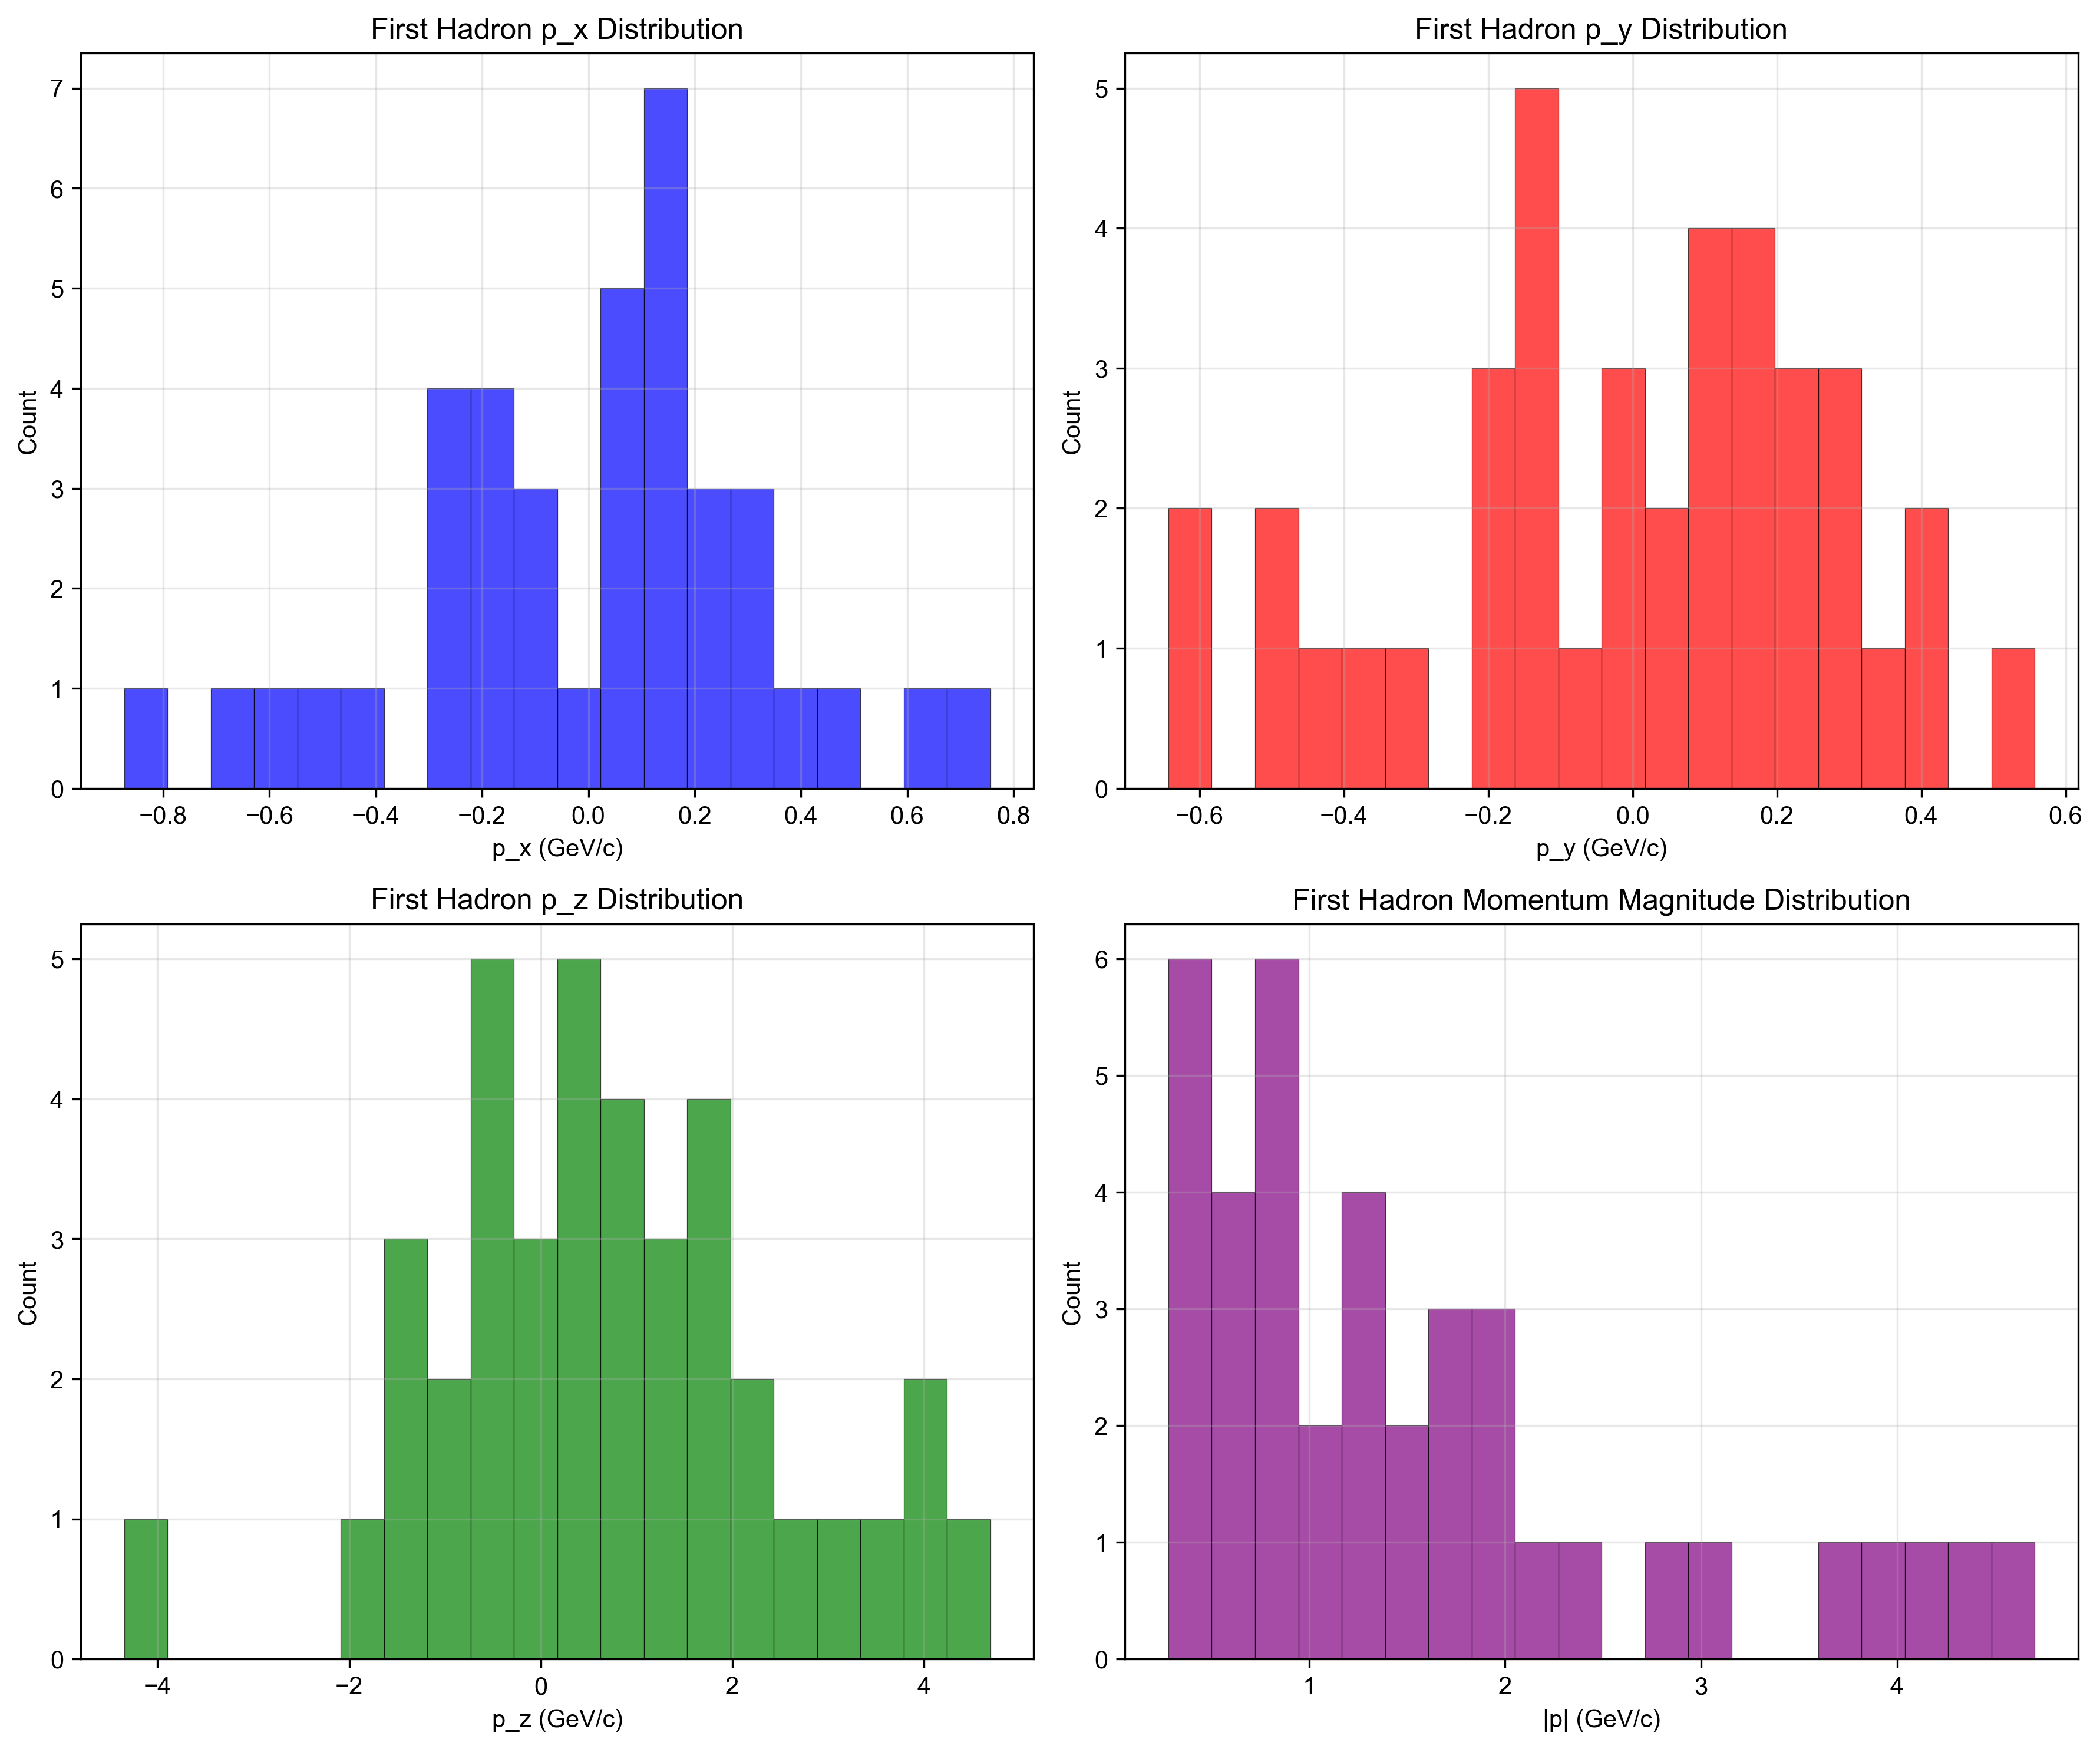 First Hadron p_x Distribution
7
6
5
4
3
2
1
0
Count
−0.8 −0.6 −0.4 −0.2 0.0 0.2 0.4 0.6 0.8
p_x (GeV/c)
First Hadron p_y Distribution
5
4
3
2
1
0
Count
−0.6 −0.4 −0.2 0.0 0.2 0.4 0.6
p_y (GeV/c)
First Hadron p_z Distribution
5
4
3
2
1
0
Count
−4 −2 0 2 4
p_z (GeV/c)
First Hadron Momentum Magnitude Distribution
6
5
4
3
2
1
0
Count
1 2 3 4
|p| (GeV/c)